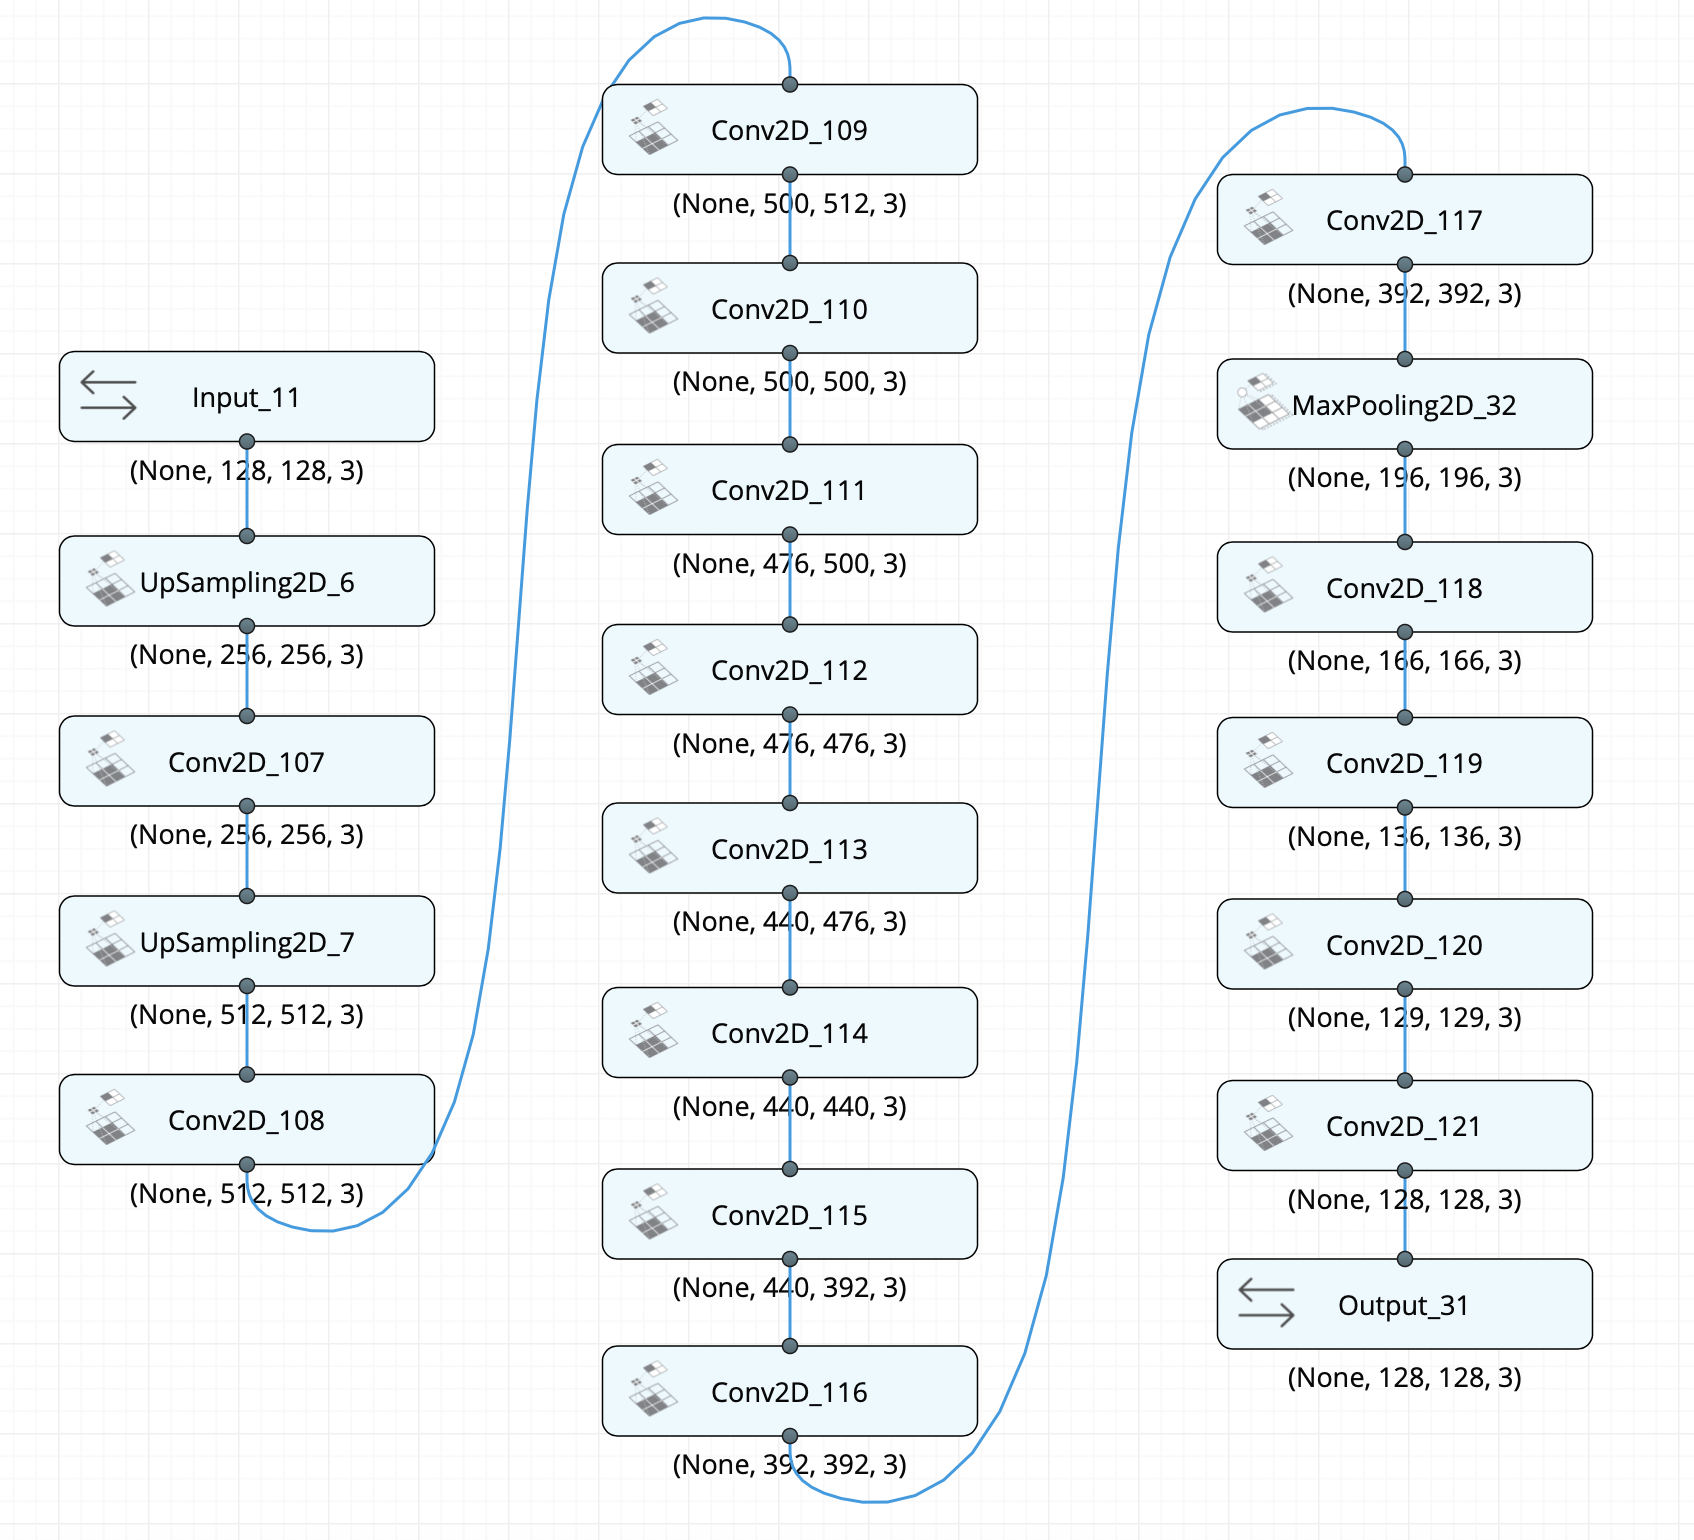 Input_11
(None, 128, 128, 3)
UpSampling2D_6
(None, 256, 256, 3)
Conv2D_107
(None, 256, 256, 3)
UpSampling2D_7
(None, 512, 512, 3)
Conv2D_108
(None, 512, 512, 3)
Conv2D_109
(None, 500, 512, 3)
Conv2D_110
(None, 500, 500, 3)
Conv2D_111
(None, 476, 500, 3)
Conv2D_112
(None, 476, 476, 3)
Conv2D_113
(None, 440, 476, 3)
Conv2D_114
(None, 440, 440, 3)
Conv2D_115
(None, 440, 392, 3)
Conv2D_116
(None, 392, 392, 3)
Conv2D_117
(None, 392, 392, 3)
MaxPooling2D_32
(None, 196, 196, 3)
Conv2D_118
(None, 166, 166, 3)
Conv2D_119
(None, 136, 136, 3)
Conv2D_120
(None, 129, 129, 3)
Conv2D_121
(None, 128, 128, 3)
Output_31
(None, 128, 128, 3)